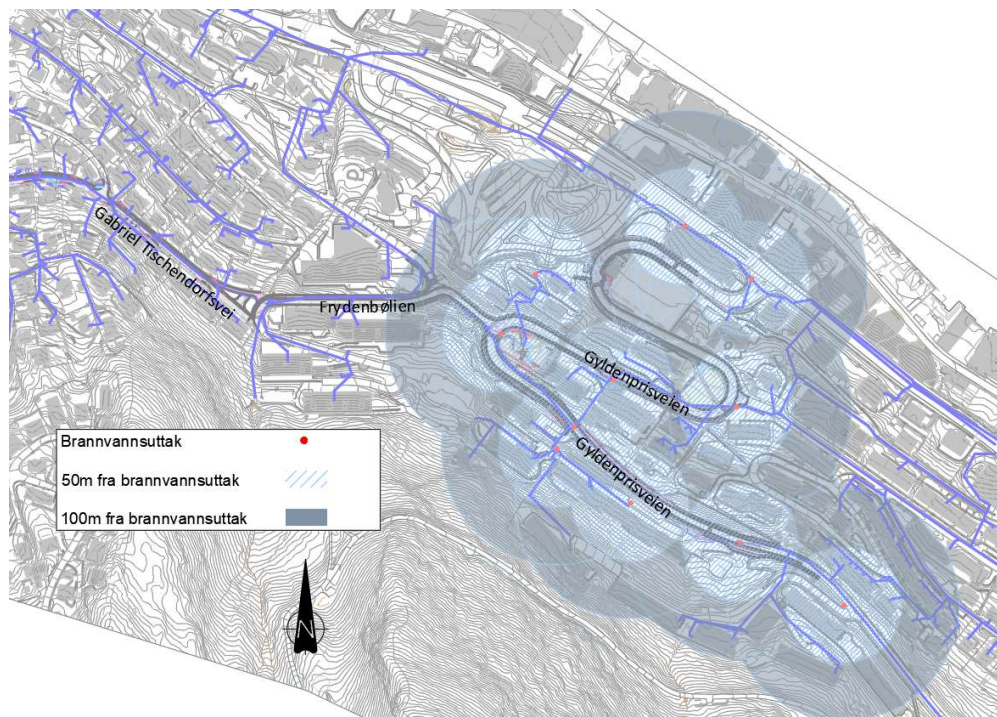 Gabriel Tischendorfsvei
Frydenbølien
Gyldenprisveien
Gyldenprisveien
Brannvannsuttak
50m fra brannvannsuttak
100m fra brannvannsuttak
N